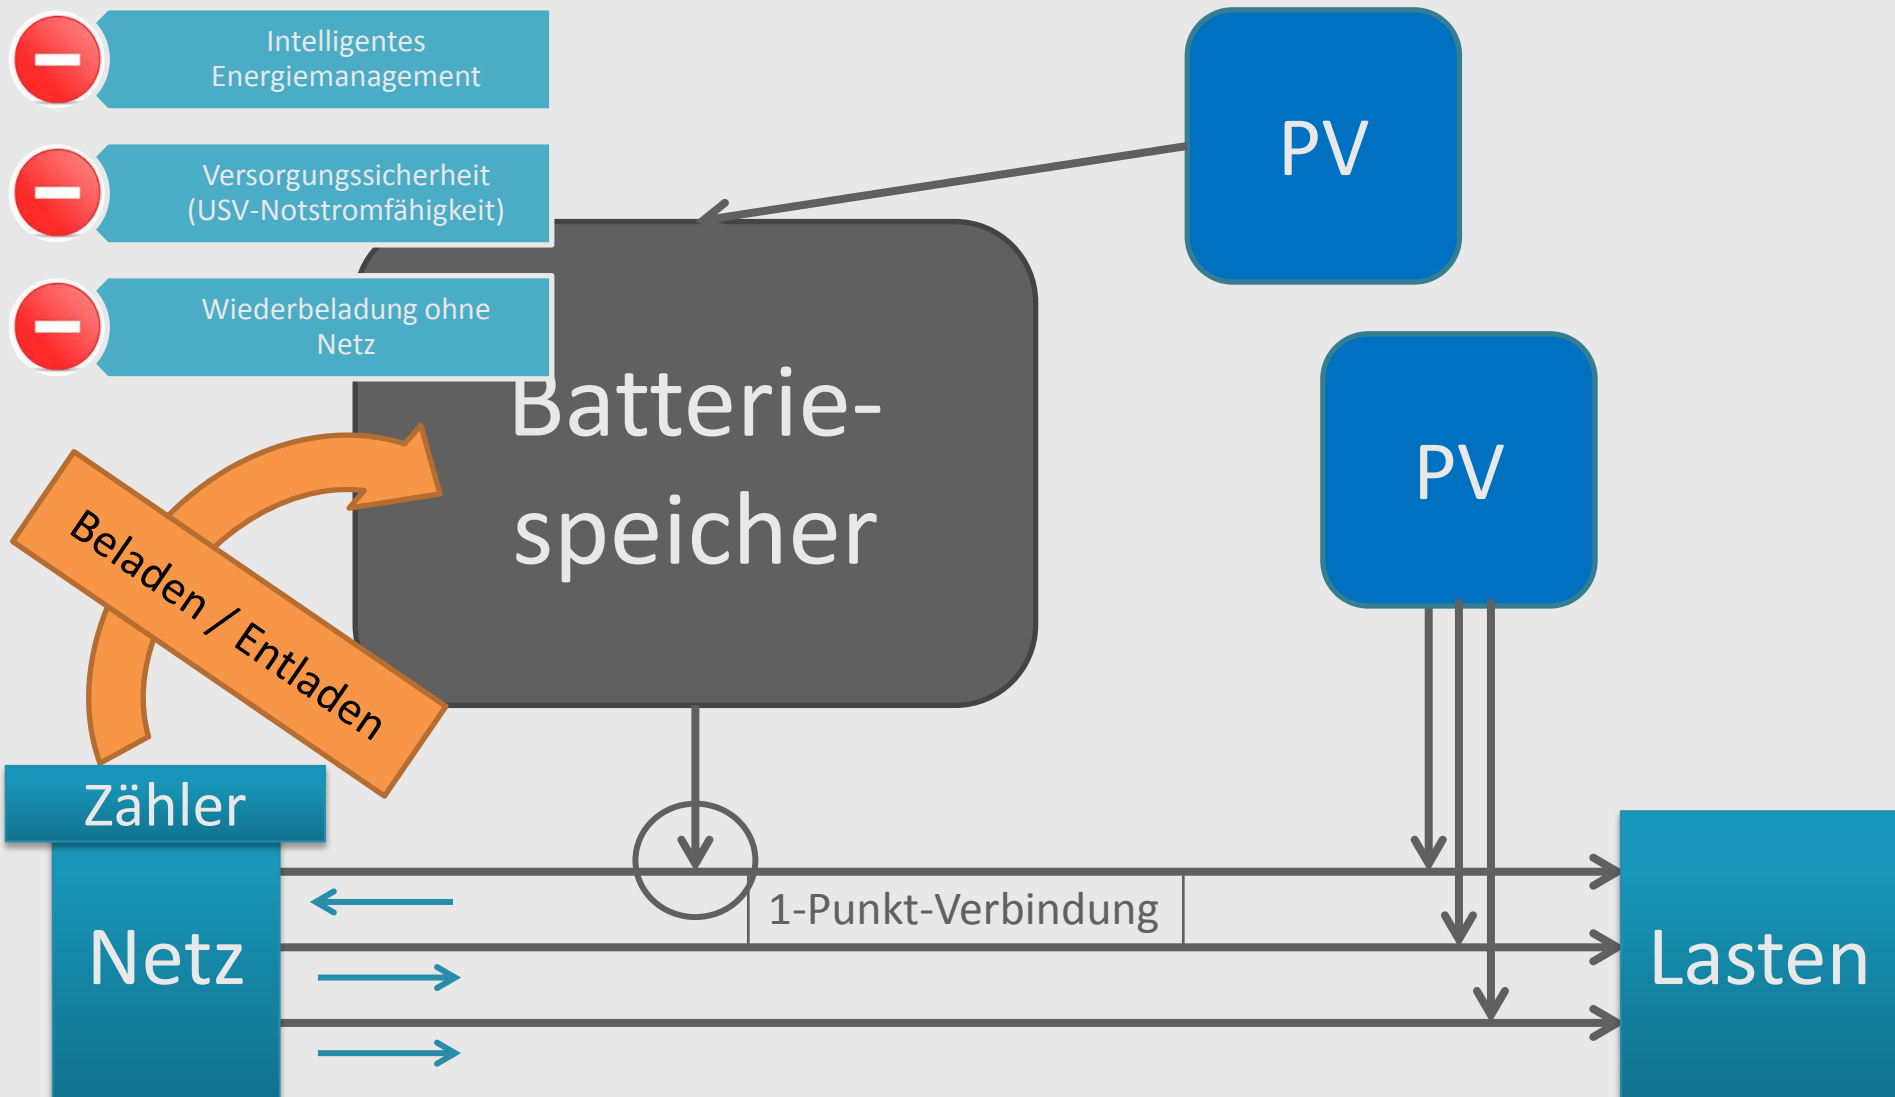 Intelligentes
Energiemanagement
Versorgungssicherheit
(USV-Notstromfähigkeit)
Wiederbeladung ohne
Netz
PV
PV
Batterie-
speicher
Beladen / Entladen
Zähler
Netz
1-Punkt-Verbindung
Lasten